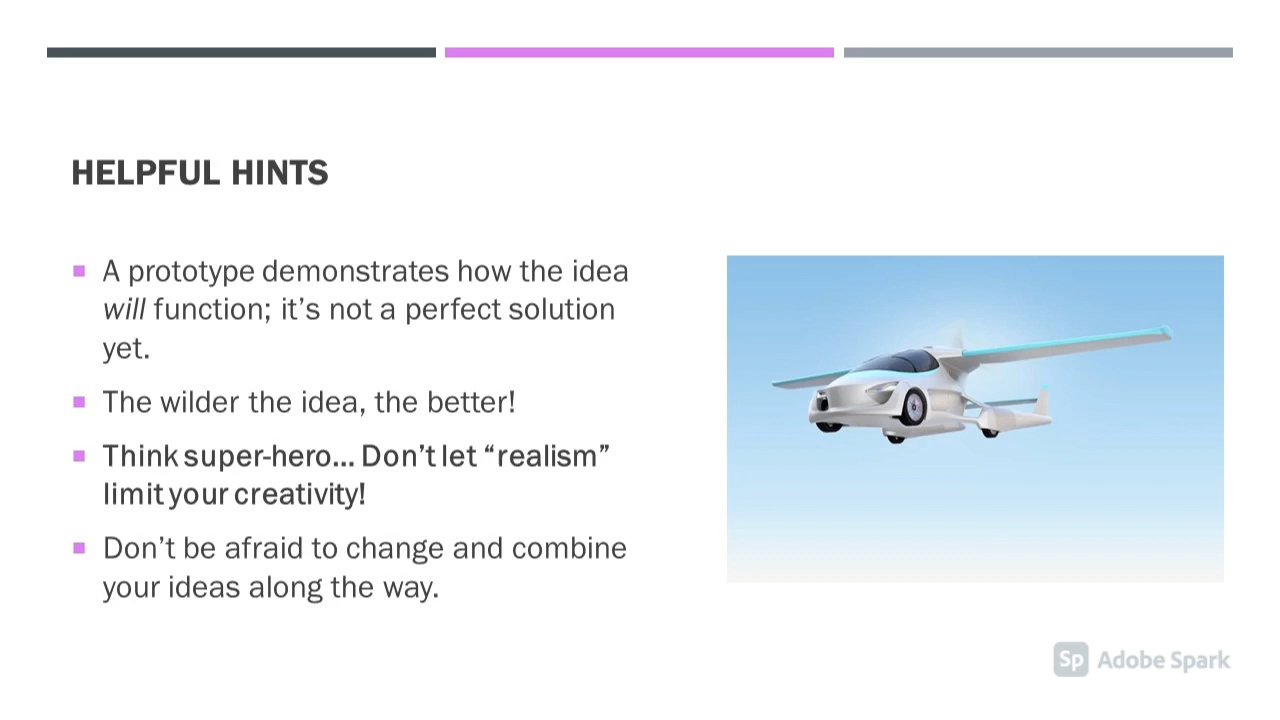 HELPFUL HINTS
A prototype demonstrates how the idea
will function; it’s not a perfect solution
yet.
The wilder the idea, the better!
Think super-hero... Don’t let “realism”
limit your creativity!
Don’t be afraid to change and combine
your ideas along the way.
Sp Adobe Spark